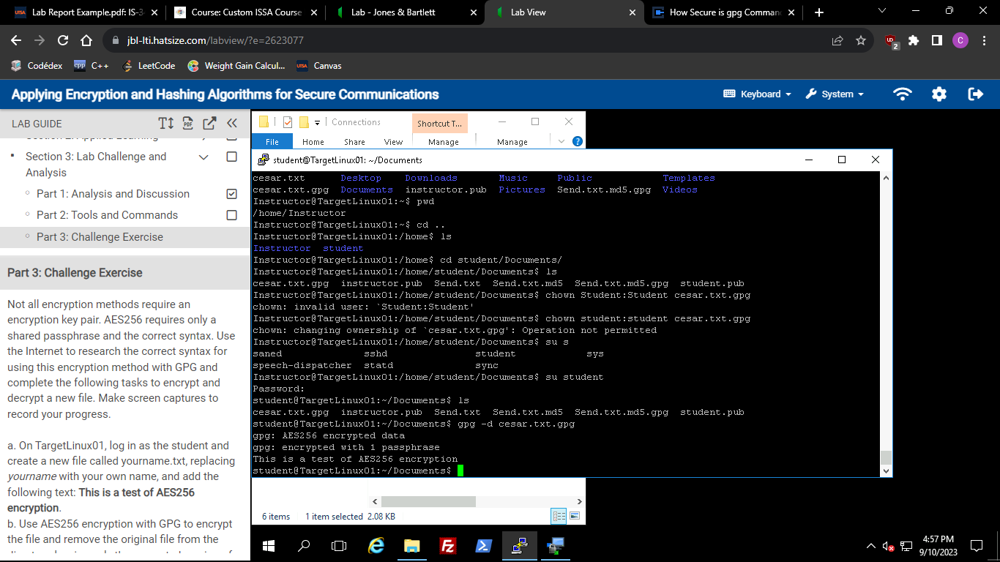 Lab Report Example.pdf: IS-3
Course: Custom ISSA Course
Lab - Jones & Bartlett
Lab View
How Secure is gpg Comman
jbl-lti.hatsize.com/labview/?e=2623077
2
C
Codédex
cpp C++
LeetCode
Weight Gain Calcul...
UTSA Canvas
Applying Encryption and Hashing Algorithms for Secure Communications
Keyboard
System
LAB GUIDE
PDF
Section 3: Lab Challenge and
Analysis
Part 1: Analysis and Discussion
Part 2: Tools and Commands
Part 3: Challenge Exercise
Part 3: Challenge Exercise
Not all encryption methods require an
encryption key pair. AES256 requires only a
shared passphrase and the correct syntax. Use
the Internet to research the correct syntax for
using this encryption method with GPG and
complete the following tasks to encrypt and
decrypt a new file. Make screen captures to
record your progress.
a. On TargetLinux01, log in as the student and
create a new file called yourname.txt, replacing
yourname with your own name, and add the
following text: This is a test of AES256
encryption.
b. Use AES256 encryption with GPG to encrypt
the file and remove the original file from the
Connections
Shortcut T...
File Home Share View Manage Manage
student@TargetLinux01: ~/Documents
cesar.txt Desktop Downloads Music Public Templates
cesar.txt.gpg Documents instructor.pub Pictures Send.txt.md5.gpg Videos
Instructor@TargetLinux01:~$ pwd
/home/Instructor
Instructor@TargetLinux01:~$ cd ..
Instructor@TargetLinux01:/home$ ls
Instructor student
Instructor@TargetLinux01:/home$ cd student/Documents/
Instructor@TargetLinux01:/home/student/Documents$ ls
cesar.txt.gpg instructor.pub Send.txt Send.txt.md5 Send.txt.md5.gpg student.pub
Instructor@TargetLinux01:/home/student/Documents$ chown Student:Student cesar.txt.gpg
chown: invalid user: `Student:Student'
Instructor@TargetLinux01:/home/student/Documents$ chown student:student cesar.txt.gpg
chown: changing ownership of `cesar.txt.gpg': Operation not permitted
Instructor@TargetLinux01:/home/student/Documents$ su s
saned sshd student sys
speech-dispatcher statd sync
Instructor@TargetLinux01:/home/student/Documents$ su student
Password:
student@TargetLinux01:~/Documents$ ls
cesar.txt.gpg instructor.pub Send.txt Send.txt.md5 Send.txt.md5.gpg student.pub
student@TargetLinux01:~/Documents$ gpg -d cesar.txt.gpg
gpg: AES256 encrypted data
gpg: encrypted with 1 passphrase
This is a test of AES256 encryption
student@TargetLinux01:~/Documents$
6 items 1 item selected 2.08 KB
4:57 PM
9/10/2023